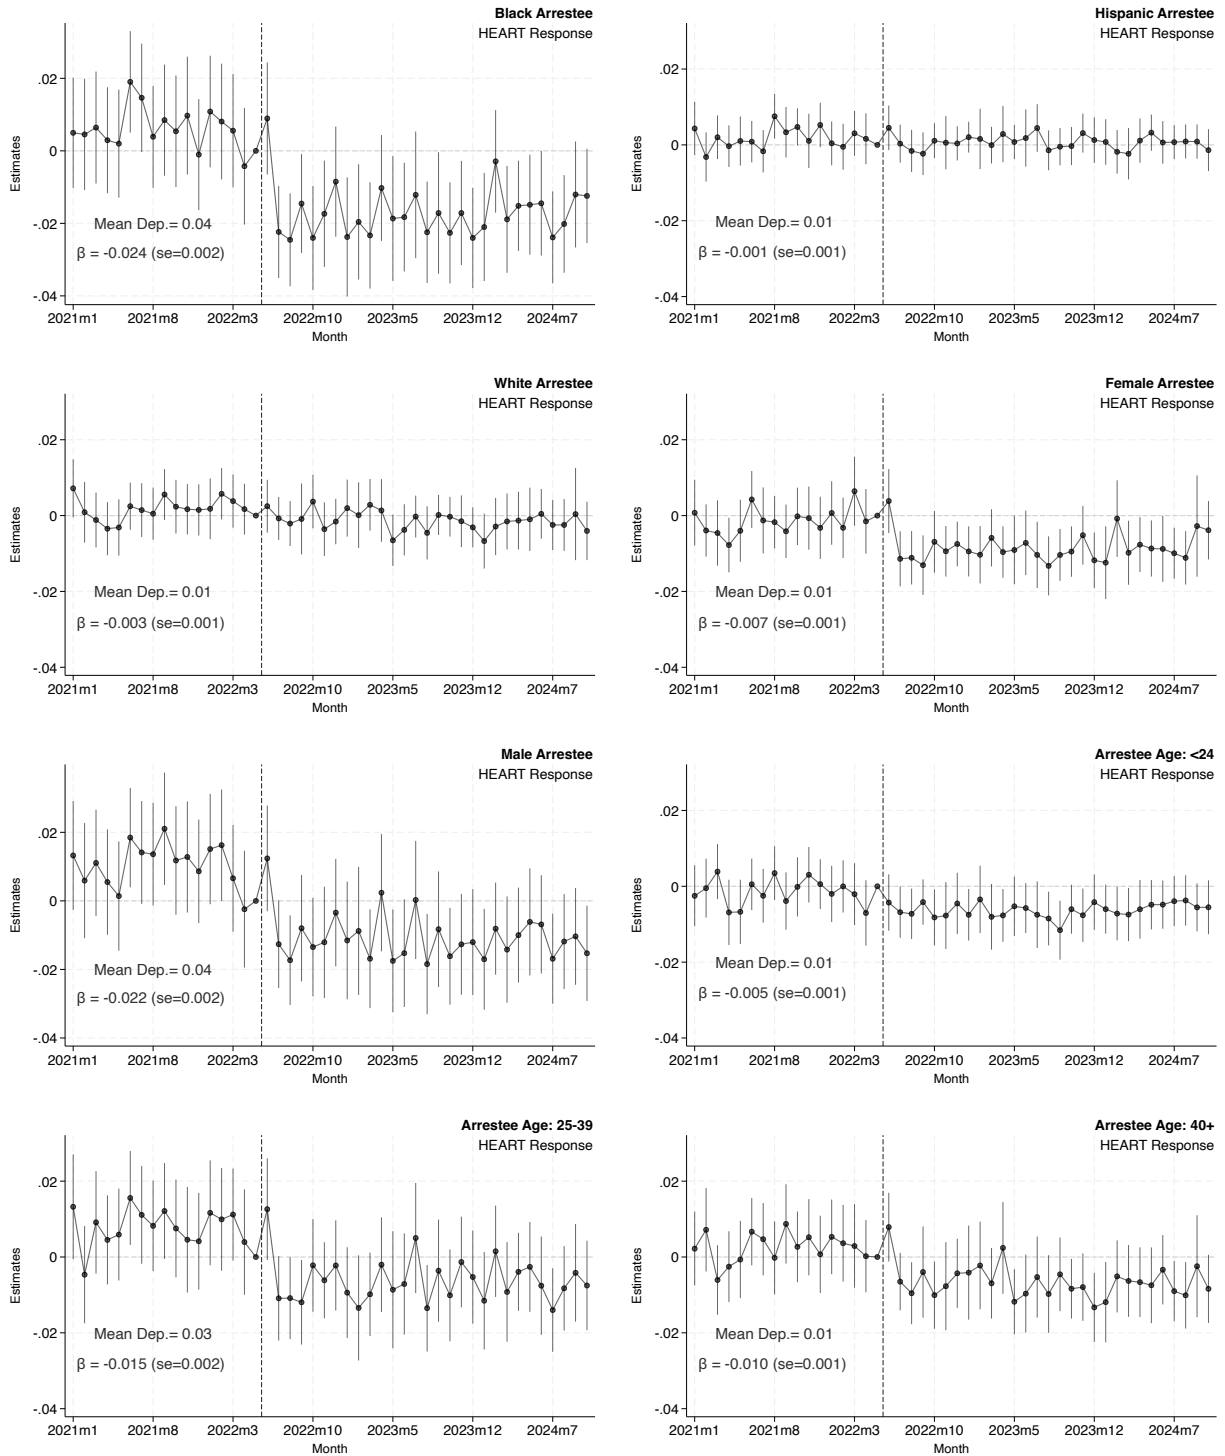 Black Arrestee
HEART Response
.02
0
-.02
-.04
Estimates
Mean Dep.= 0.04
β = -0.024 (se=0.002)
2021m1 2021m8 2022m3 2022m10 2023m5 2023m12 2024m7
Month
Hispanic Arrestee
HEART Response
.02
0
-.02
-.04
Estimates
Mean Dep.= 0.01
β = -0.001 (se=0.001)
2021m1 2021m8 2022m3 2022m10 2023m5 2023m12 2024m7
Month
White Arrestee
HEART Response
.02
0
-.02
-.04
Estimates
Mean Dep.= 0.01
β = -0.003 (se=0.001)
2021m1 2021m8 2022m3 2022m10 2023m5 2023m12 2024m7
Month
Female Arrestee
HEART Response
.02
0
-.02
-.04
Estimates
Mean Dep.= 0.01
β = -0.007 (se=0.001)
2021m1 2021m8 2022m3 2022m10 2023m5 2023m12 2024m7
Month
Male Arrestee
HEART Response
.02
0
-.02
-.04
Estimates
Mean Dep.= 0.04
β = -0.022 (se=0.002)
2021m1 2021m8 2022m3 2022m10 2023m5 2023m12 2024m7
Month
Arrestee Age: <24
HEART Response
.02
0
-.02
-.04
Estimates
Mean Dep.= 0.01
β = -0.005 (se=0.001)
2021m1 2021m8 2022m3 2022m10 2023m5 2023m12 2024m7
Month
Arrestee Age: 25-39
HEART Response
.02
0
-.02
-.04
Estimates
Mean Dep.= 0.03
β = -0.015 (se=0.002)
2021m1 2021m8 2022m3 2022m10 2023m5 2023m12 2024m7
Month
Arrestee Age: 40+
HEART Response
.02
0
-.02
-.04
Estimates
Mean Dep.= 0.01
β = -0.010 (se=0.001)
2021m1 2021m8 2022m3 2022m10 2023m5 2023m12 2024m7
Month